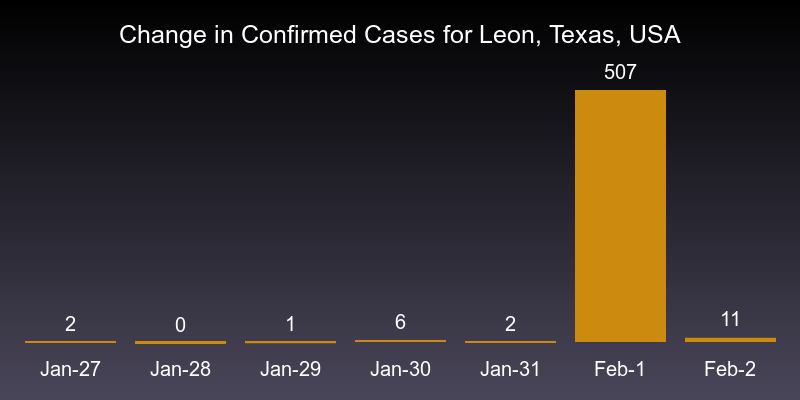 Change in Confirmed Cases for Leon, Texas, USA
507
2
0
1
6
2
11
Jan-27
Jan-28
Jan-29
Jan-30
Jan-31
Feb-1
Feb-2